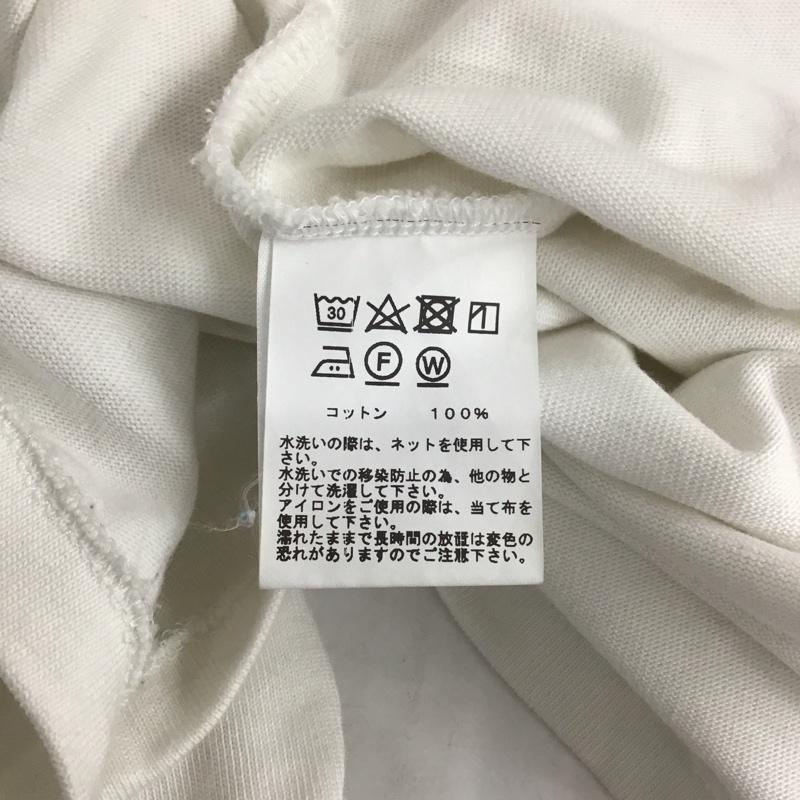 30
F W
コットン 100%
水洗いの際は、ネットを使用して下
さい。
水洗いでの移染防止の為、他の物と
分けて洗濯して下さい。
アイロンをご使用の際は、当て布を
使用して下さい。
濡れたままで長時間の放置は変色の
恐れがありますのでご注意下さい。